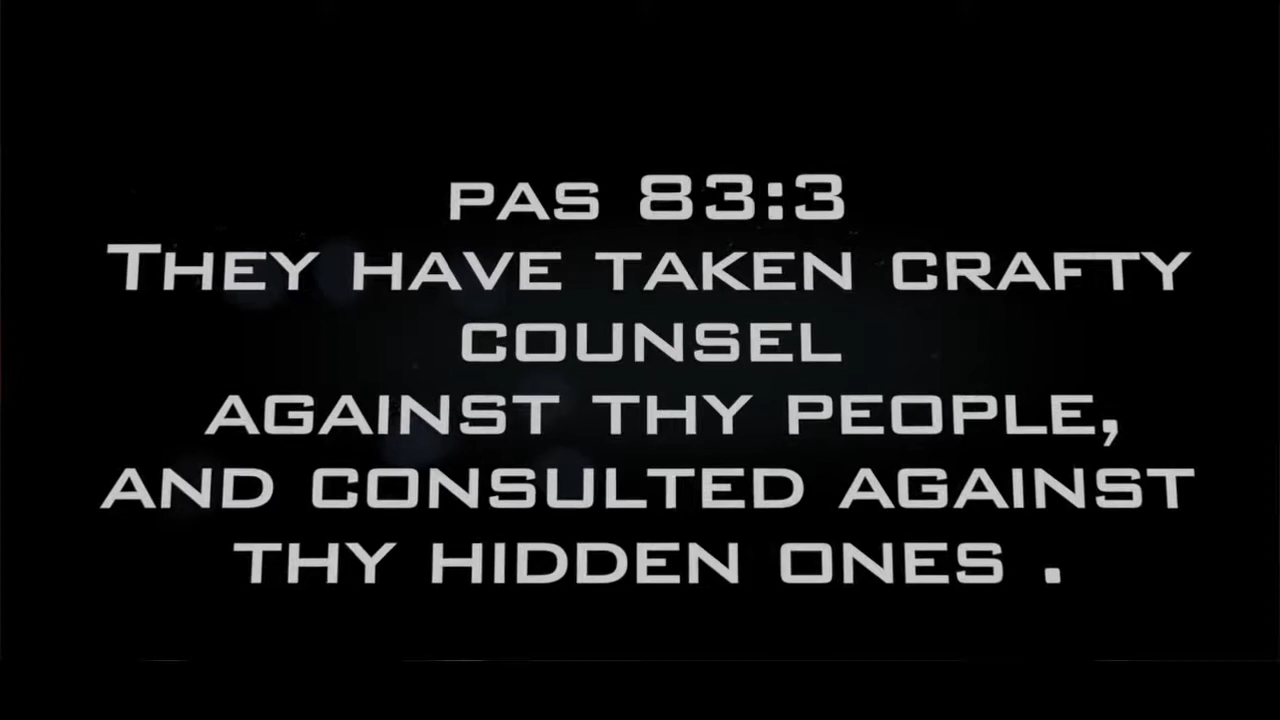 PAS 83:3
THEY HAVE TAKEN CRAFTY
COUNSEL
AGAINST THY PEOPLE,
AND CONSULTED AGAINST
THY HIDDEN ONES .